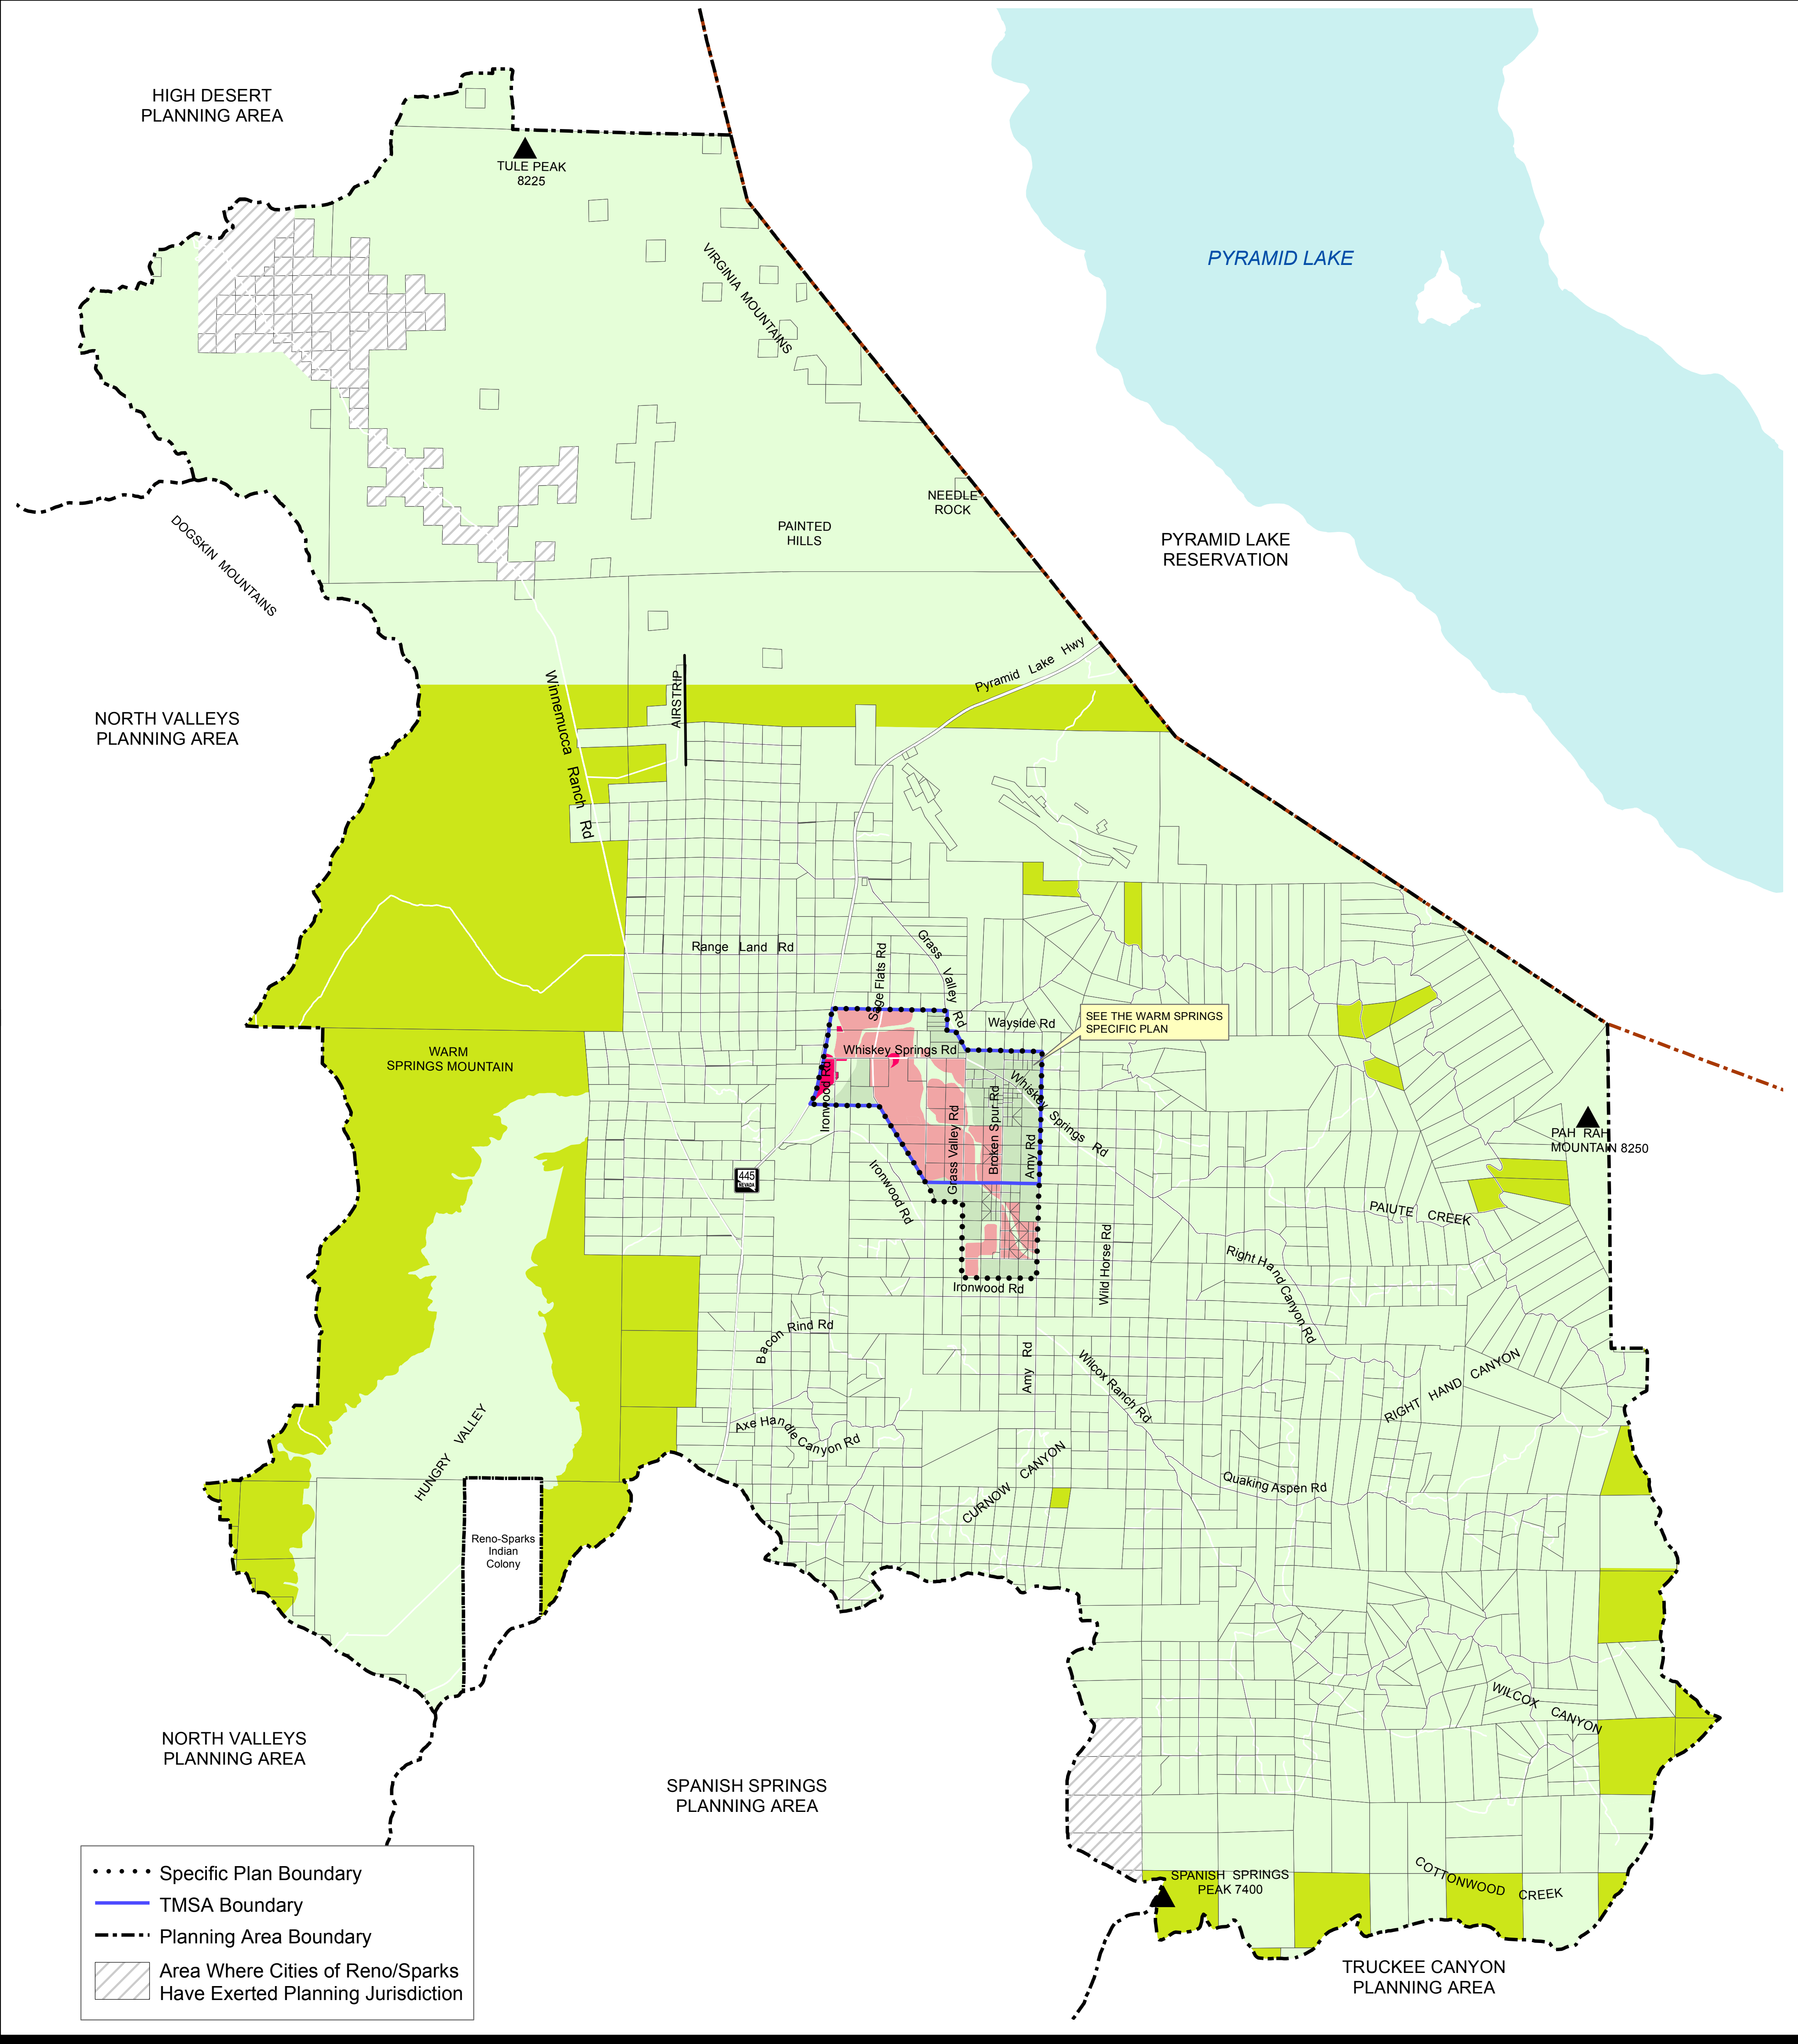 HIGH DESERT
PLANNING AREA
TULE PEAK
8225
VIRGINIA MOUNTAINS
PYRAMID LAKE
NEEDLE
ROCK
PAINTED
HILLS
PYRAMID LAKE
RESERVATION
DOGSKIN MOUNTAINS
NORTH VALLEYS
PLANNING AREA
Winnemucca Ranch Rd
AIRSTRIP
Pyramid Lake Hwy
Range Land Rd
Sage Flats Rd
Grass Valley Rd
Wayside Rd
SEE THE WARM SPRINGS
SPECIFIC PLAN
WARM
SPRINGS MOUNTAIN
Whiskey Springs Rd
Ironwood Rd
Whiskey Springs Rd
Grass Valley Rd
Broken Spur Rd
Amy Rd
PAH RAH
MOUNTAIN 8250
445
NEVADA
Ironwood Rd
PAIUTE CREEK
Wild Horse Rd
Right Hand Canyon Rd
Ironwood Rd
Bacon Rind Rd
Amy Rd
Wilcox Ranch Rd
RIGHT HAND CANYON
HUNGRY VALLEY
Axe Handle Canyon Rd
CURNOW CANYON
Quaking Aspen Rd
Reno-Sparks
Indian
Colony
WILCOX CANYON
NORTH VALLEYS
PLANNING AREA
SPANISH SPRINGS
PLANNING AREA
SPANISH SPRINGS
PEAK 7400
COTTONWOOD CREEK
TRUCKEE CANYON
PLANNING AREA
Specific Plan Boundary
TMSA Boundary
Planning Area Boundary
Area Where Cities of Reno/Sparks
Have Exerted Planning Jurisdiction